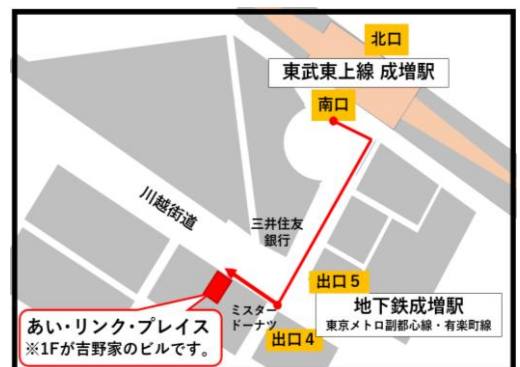 北口
東武東上線 成増駅
南口
川越街道
三井住友
銀行
出口5
ミスター
ドーナツ
地下鉄成増駅
東京メトロ副都心線・有楽町線
出口4
あい・リンク・プレイス
※1Fが吉野家のビルです。